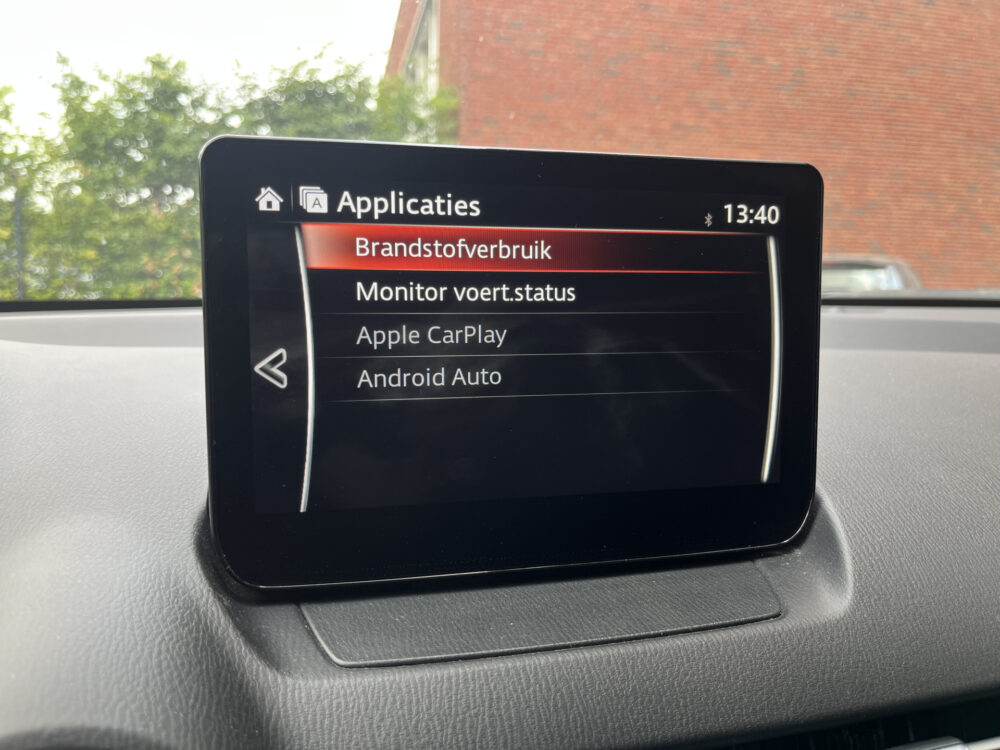 A Applicaties
13:40
Brandstofverbruik
Monitor voert.status
Apple CarPlay
Android Auto